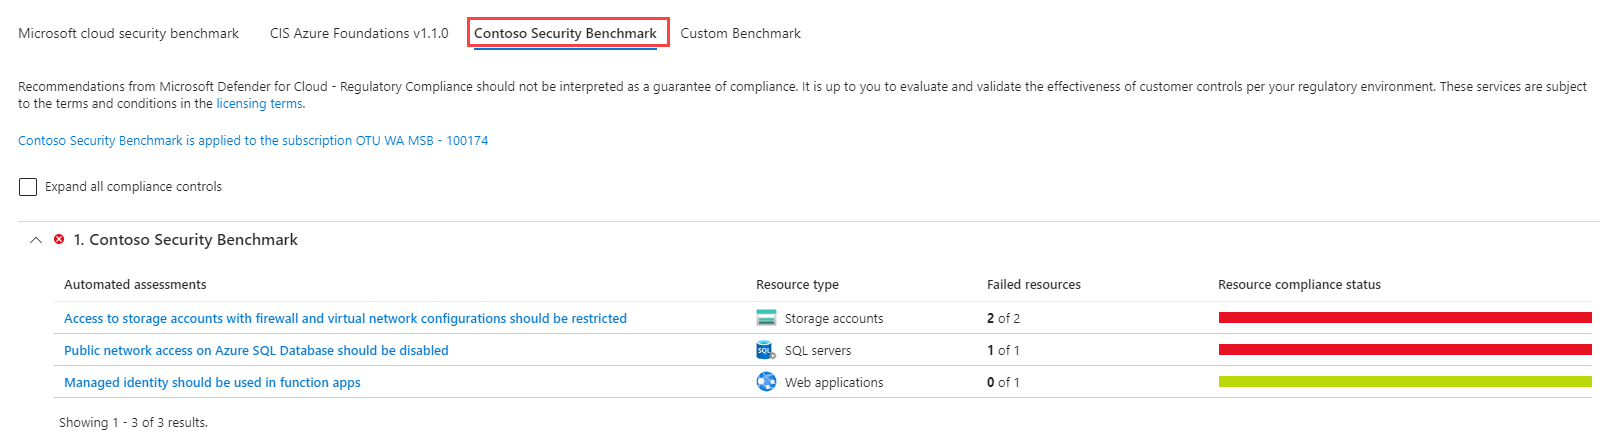 Microsoft cloud security benchmark CIS Azure Foundations v1.1.0 Contoso Security Benchmark Custom Benchmark
Recommendations from Microsoft Defender for Cloud - Regulatory Compliance should not be interpreted as a guarantee of compliance. It is up to you to evaluate and validate the effectiveness of customer controls per your regulatory environment. These services are subject
to the terms and conditions in the licensing terms.
Contoso Security Benchmark is applied to the subscription OTU WA MSB - 100174
Expand all compliance controls
1. Contoso Security Benchmark
Automated assessments Resource type Failed resources Resource compliance status
Access to storage accounts with firewall and virtual network configurations should be restricted Storage accounts 2 of 2
Public network access on Azure SQL Database should be disabled SQL SQL servers 1 of 1
Managed identity should be used in function apps Web applications 0 of 1
Showing 1 - 3 of 3 results.